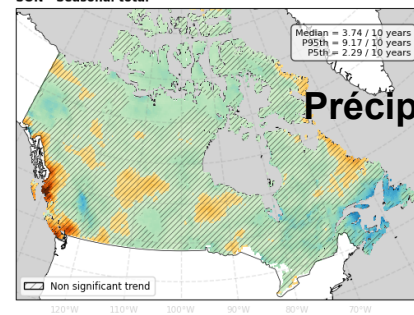 SON - Seasonal total
Median = 3.74 / 10 years
P95th = 9.17 / 10 years
P5th = 2.29 / 10 years
Précip
Non significant trend
120°W 110°W 100°W 90°W 80°W 70°W